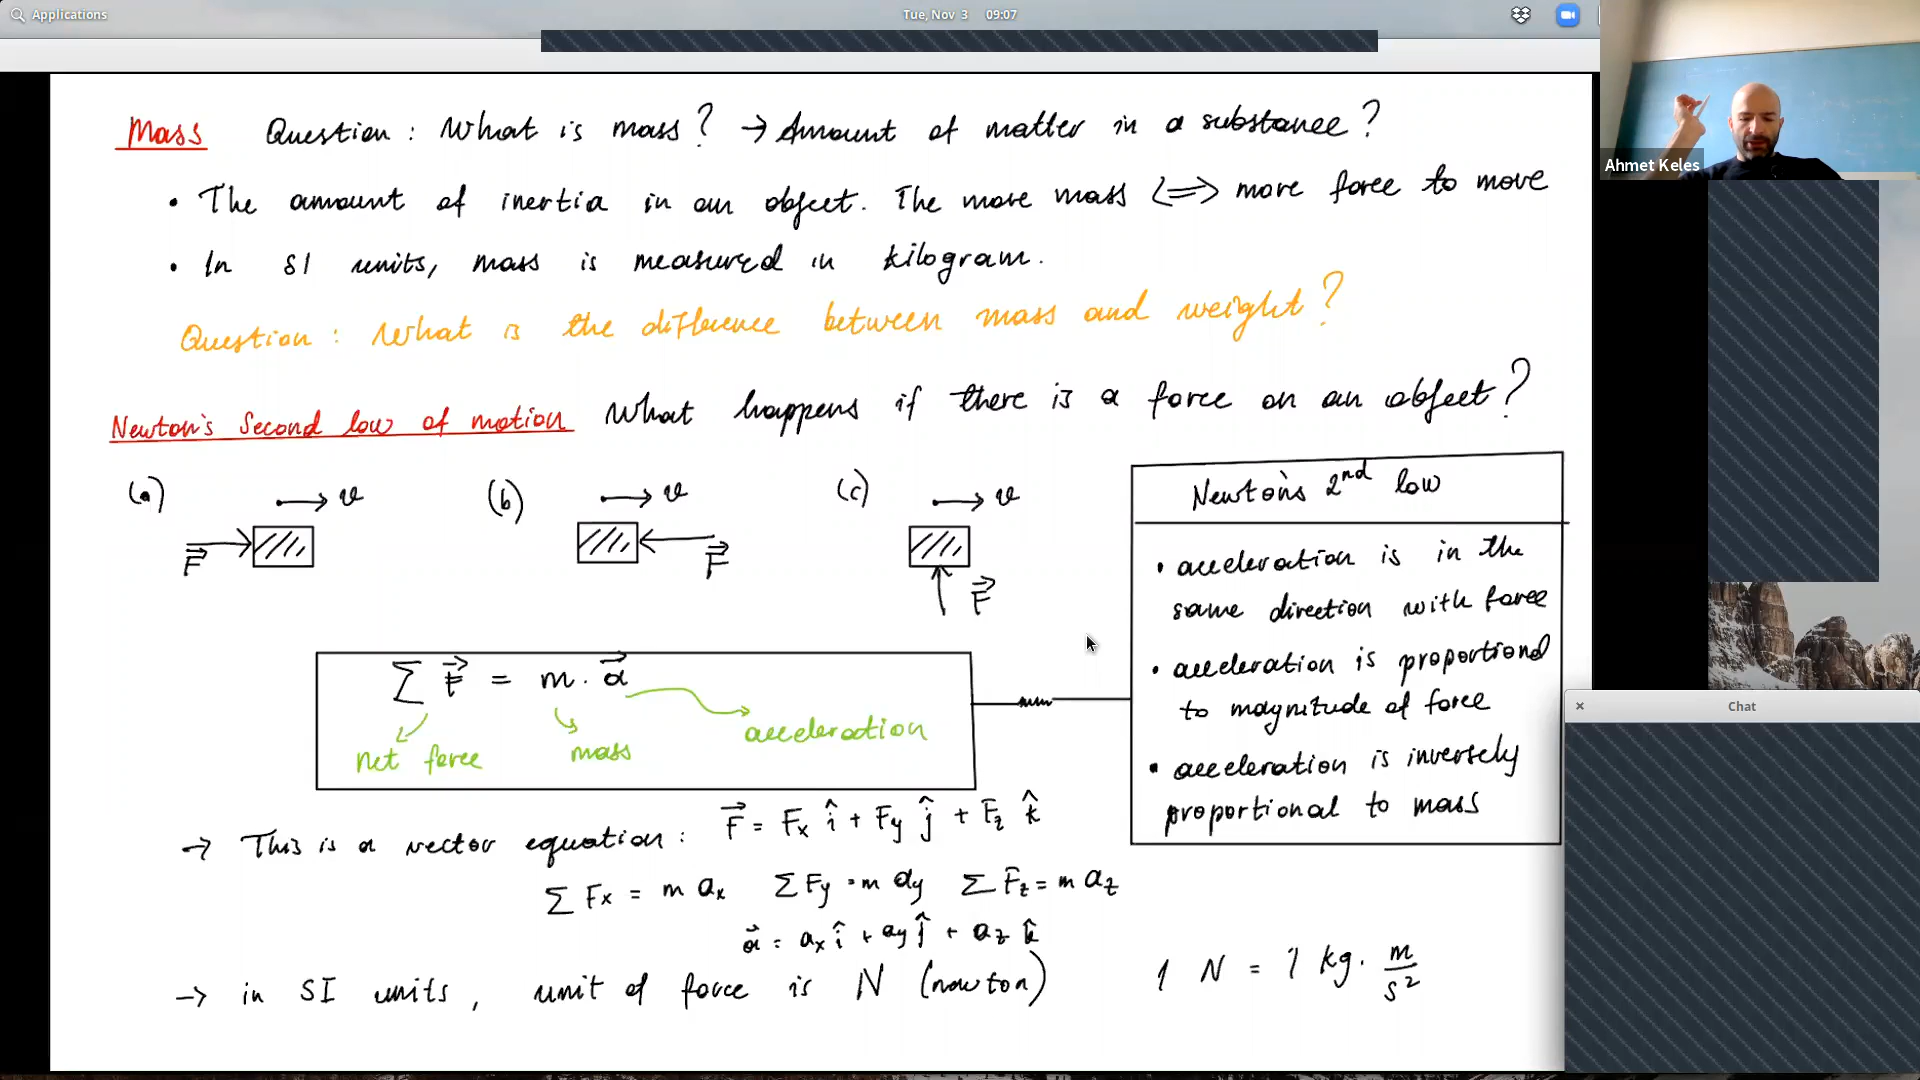 Applications
Tue, Nov 3 09:07
Ahmet Keles
Mass Question: What is mass? → Amount of matter in a substance?
• The amount of inertia in an object. The more mass <=> more force to move
• In SI units, mass is measured in kilogram.
Question: What is the difference between mass and weight?
Newton's Second low of motion What happens if there is a force on an object?
(a) → v
F
(b) → v
F
(c) → v
F
Newton's 2nd low
• acceleration is in the
same direction with force
• acceleration is proportional
to magnitude of force
• acceleration is inversely
proportional to mass
∑ F⃗ = m · a⃗
net force mass acceleration
→ This is a vector equation: F⃗ = Fx î + Fy ĵ + Fz k̂
∑ Fx = m ax ∑ Fy = m ay ∑ Fz = m az
a⃗ = ax î + ay ĵ + az k̂
→ in SI units, unit of force is N (newton) 1 N = 1 kg · m/s²
Chat